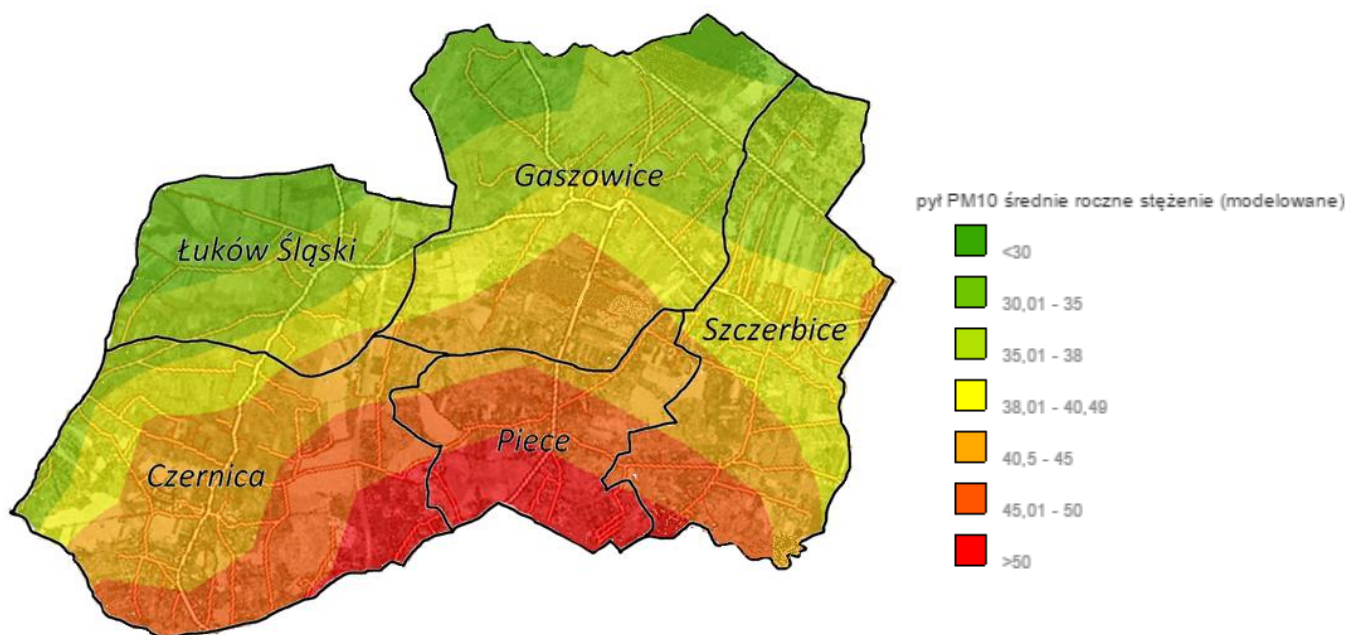 Gaszowice
Łuków Śląski
Szczerbice
Czernica
Piece
pył PM10 średnie roczne stężenie (modelowane)
<30
30,01 - 35
35,01 - 38
38,01 - 40,49
40,5 - 45
45,01 - 50
>50